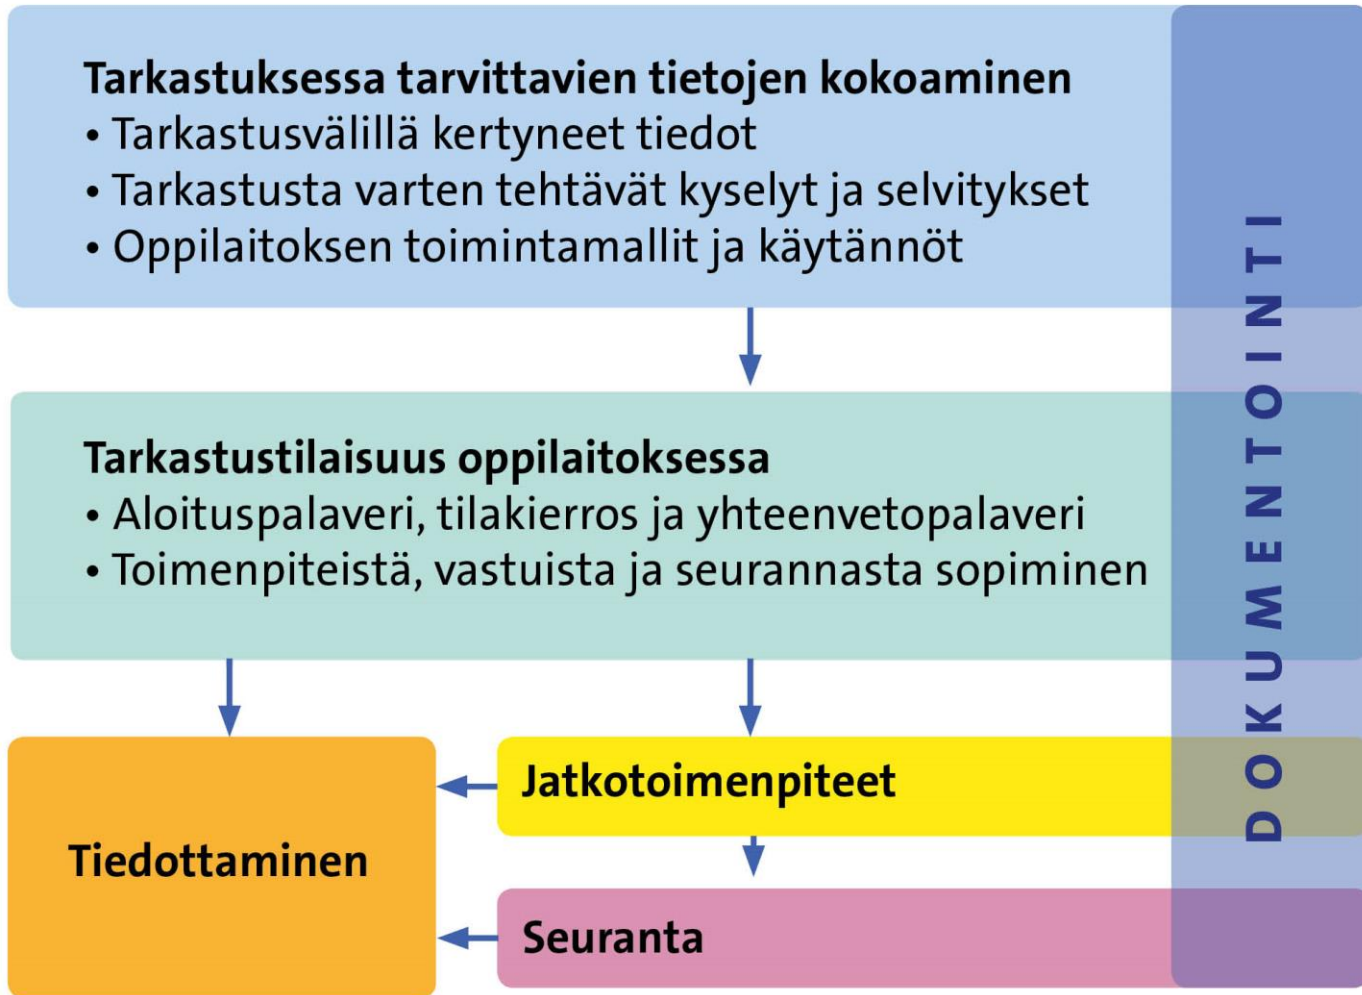 Tarkastuksessa tarvittavien tietojen kokoaminen
• Tarkastusvälillä kertyneet tiedot
• Tarkastusta varten tehtävät kyselyt ja selvitykset
• Oppilaitoksen toimintamallit ja käytännöt
Tarkastustilaisuus oppilaitoksessa
• Aloituspalaveri, tilakierros ja yhteenvetopalaveri
• Toimenpiteistä, vastuista ja seurannasta sopiminen
Jatkotoimenpiteet
Tiedottaminen
Seuranta
DOKUMENTOINTI